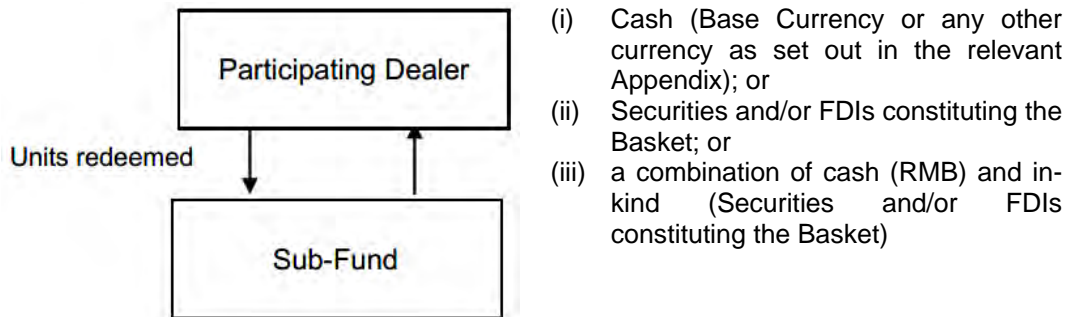 Participating Dealer
Units redeemed
Sub-Fund
(i) Cash (Base Currency or any other
currency as set out in the relevant
Appendix); or
(ii) Securities and/or FDIs constituting the
Basket; or
(iii) a combination of cash (RMB) and in-
kind (Securities and/or FDIs
constituting the Basket)